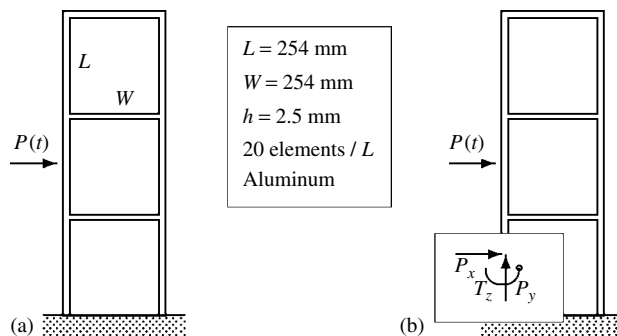 L
W
P(t)
(a)
L = 254 mm
W = 254 mm
h = 2.5 mm
20 elements / L
Aluminum
P(t)
P_x
T_z
P_y
(b)